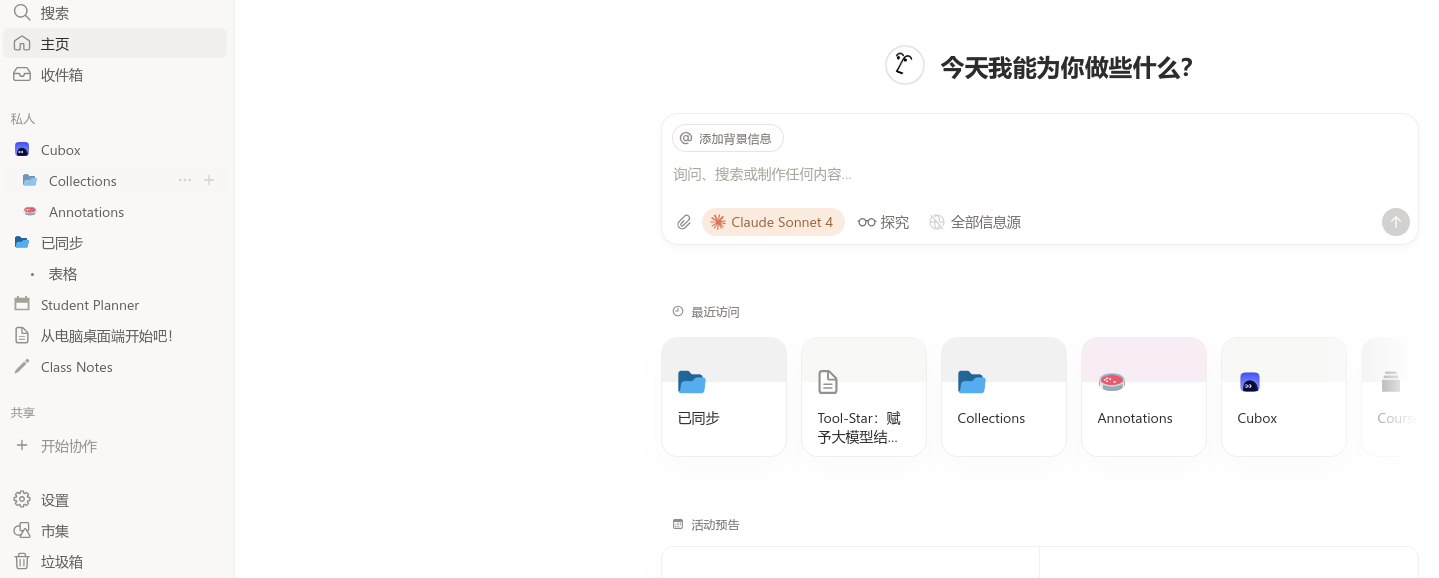 搜索
主页
收件箱
私人
Cubox
Collections
Annotations
已同步
表格
Student Planner
从电脑桌面端开始吧！
Class Notes
共享
开始协作
设置
市集
垃圾箱
今天我能为你做些什么？
@ 添加背景信息
询问、搜索或制作任何内容...
Claude Sonnet 4 探究 全部信息源
最近访问
已同步
Tool-Star：赋
予大模型结...
Collections
Annotations
Cubox
Cours
活动预告